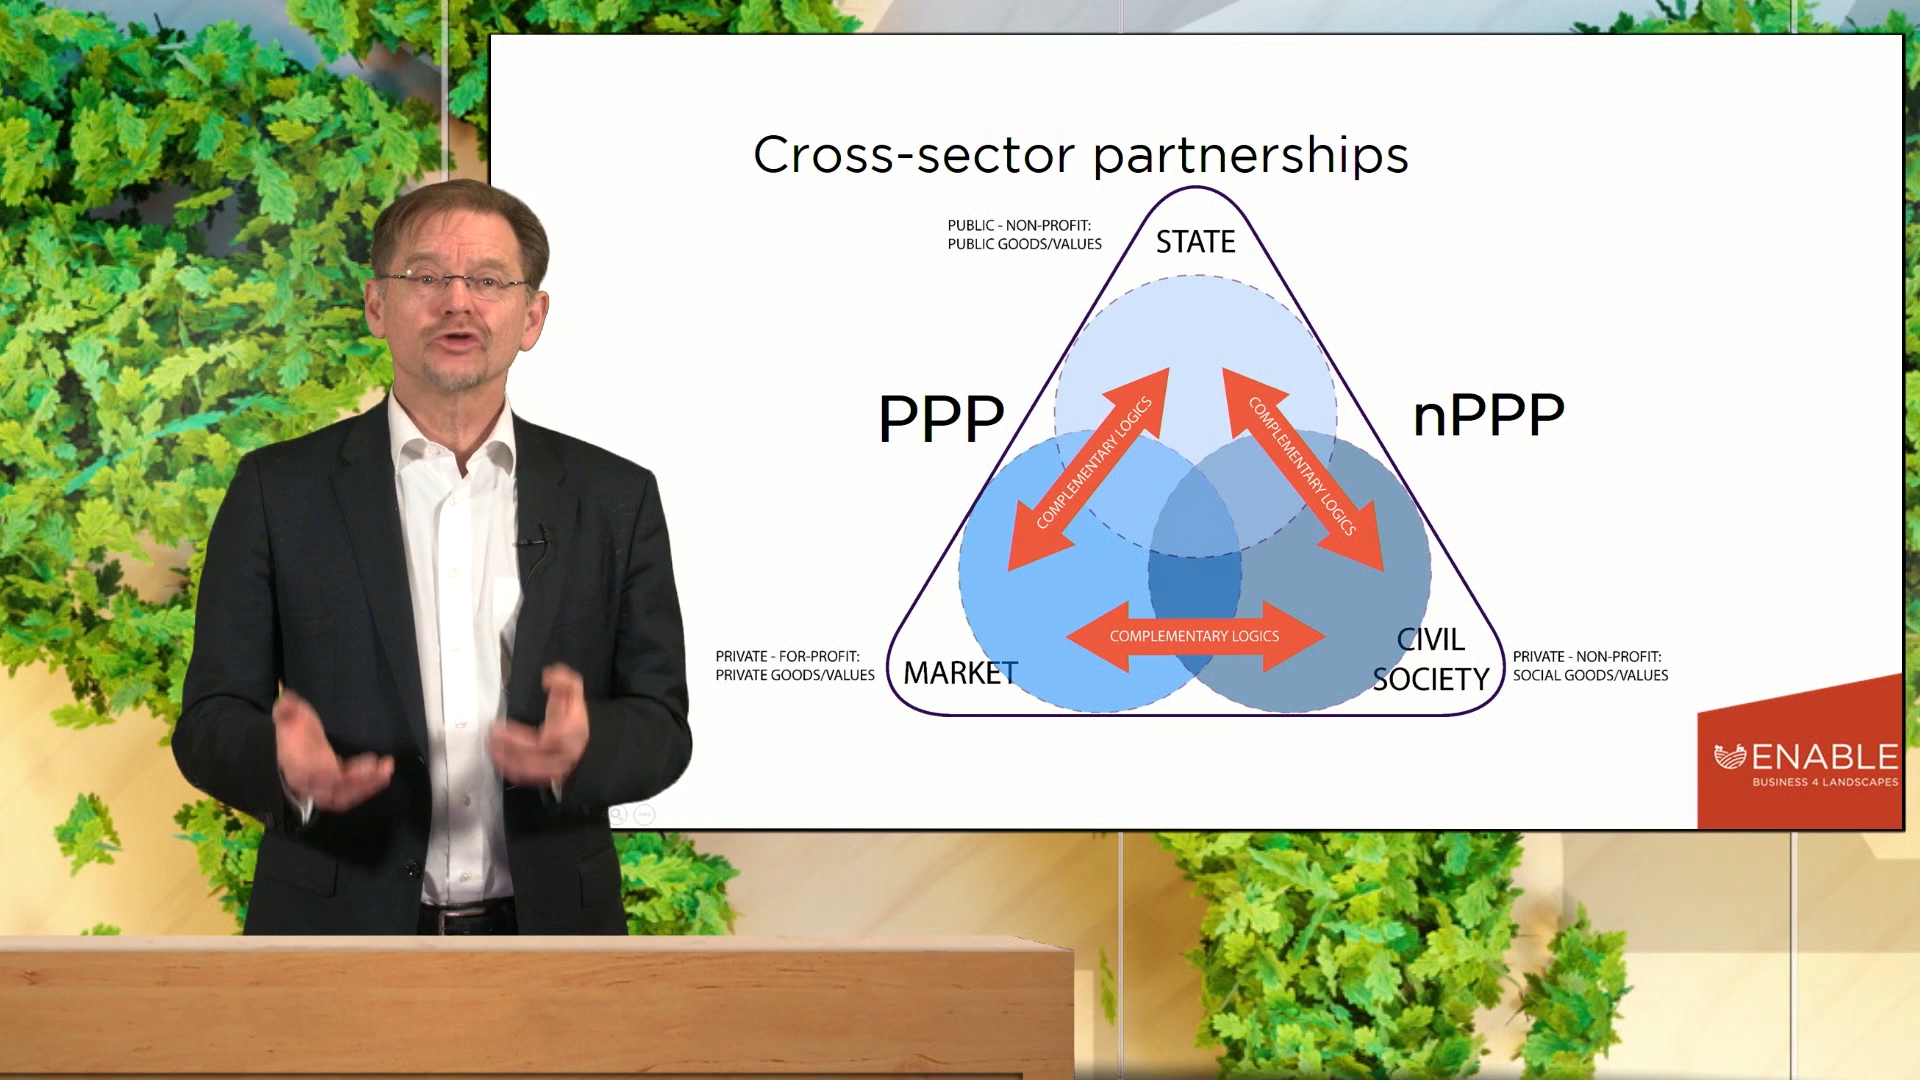 Cross-sector partnerships
PUBLIC - NON-PROFIT:
PUBLIC GOODS/VALUES
STATE
PPP
nPPP
COMPLEMENTARY LOGICS
COMPLEMENTARY LOGICS
COMPLEMENTARY LOGICS
PRIVATE - FOR-PROFIT:
PRIVATE GOODS/VALUES
MARKET
CIVIL
SOCIETY
PRIVATE - NON-PROFIT:
SOCIAL GOODS/VALUES
ENABLE
BUSINESS 4 LANDSCAPES